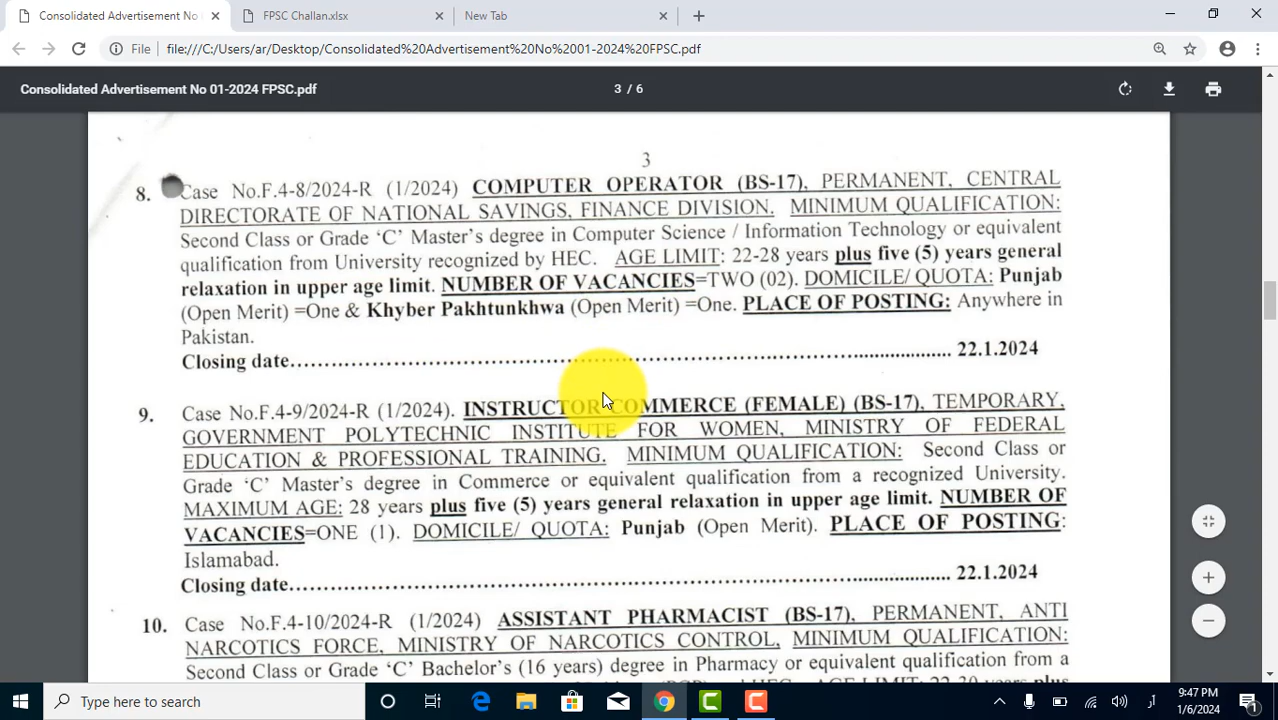 Consolidated Advertisement No
FPSC Challan.xlsx
New Tab
File
file:///C:/Users/ar/Desktop/Consolidated%20Advertisement%20No%2001-2024%20FPSC.pdf
Consolidated Advertisement No 01-2024 FPSC.pdf
3 / 6
3
8. Case No.F.4-8/2024-R (1/2024) COMPUTER OPERATOR (BS-17), PERMANENT, CENTRAL
DIRECTORATE OF NATIONAL SAVINGS, FINANCE DIVISION. MINIMUM QUALIFICATION:
Second Class or Grade ‘C’ Master’s degree in Computer Science / Information Technology or equivalent
qualification from University recognized by HEC. AGE LIMIT: 22-28 years plus five (5) years general
relaxation in upper age limit. NUMBER OF VACANCIES=TWO (02). DOMICILE/ QUOTA: Punjab
(Open Merit) =One & Khyber Pakhtunkhwa (Open Merit) =One. PLACE OF POSTING: Anywhere in
Pakistan.
Closing date………………………………………………………………................... 22.1.2024
9. Case No.F.4-9/2024-R (1/2024). INSTRUCTOR COMMERCE (FEMALE) (BS-17), TEMPORARY,
GOVERNMENT POLYTECHNIC INSTITUTE FOR WOMEN, MINISTRY OF FEDERAL
EDUCATION & PROFESSIONAL TRAINING. MINIMUM QUALIFICATION: Second Class or
Grade ‘C’ Master’s degree in Commerce or equivalent qualification from a recognized University.
MAXIMUM AGE: 28 years plus five (5) years general relaxation in upper age limit. NUMBER OF
VACANCIES=ONE (1). DOMICILE/ QUOTA: Punjab (Open Merit). PLACE OF POSTING:
Islamabad.
Closing date………………………………………………………………................... 22.1.2024
10. Case No.F.4-10/2024-R (1/2024) ASSISTANT PHARMACIST (BS-17), PERMANENT, ANTI
NARCOTICS FORCE, MINISTRY OF NARCOTICS CONTROL, MINIMUM QUALIFICATION:
Second Class or Grade ‘C’ Bachelor’s (16 years) degree in Pharmacy or equivalent qualification from a
Type here to search
9:47 PM
1/6/2024